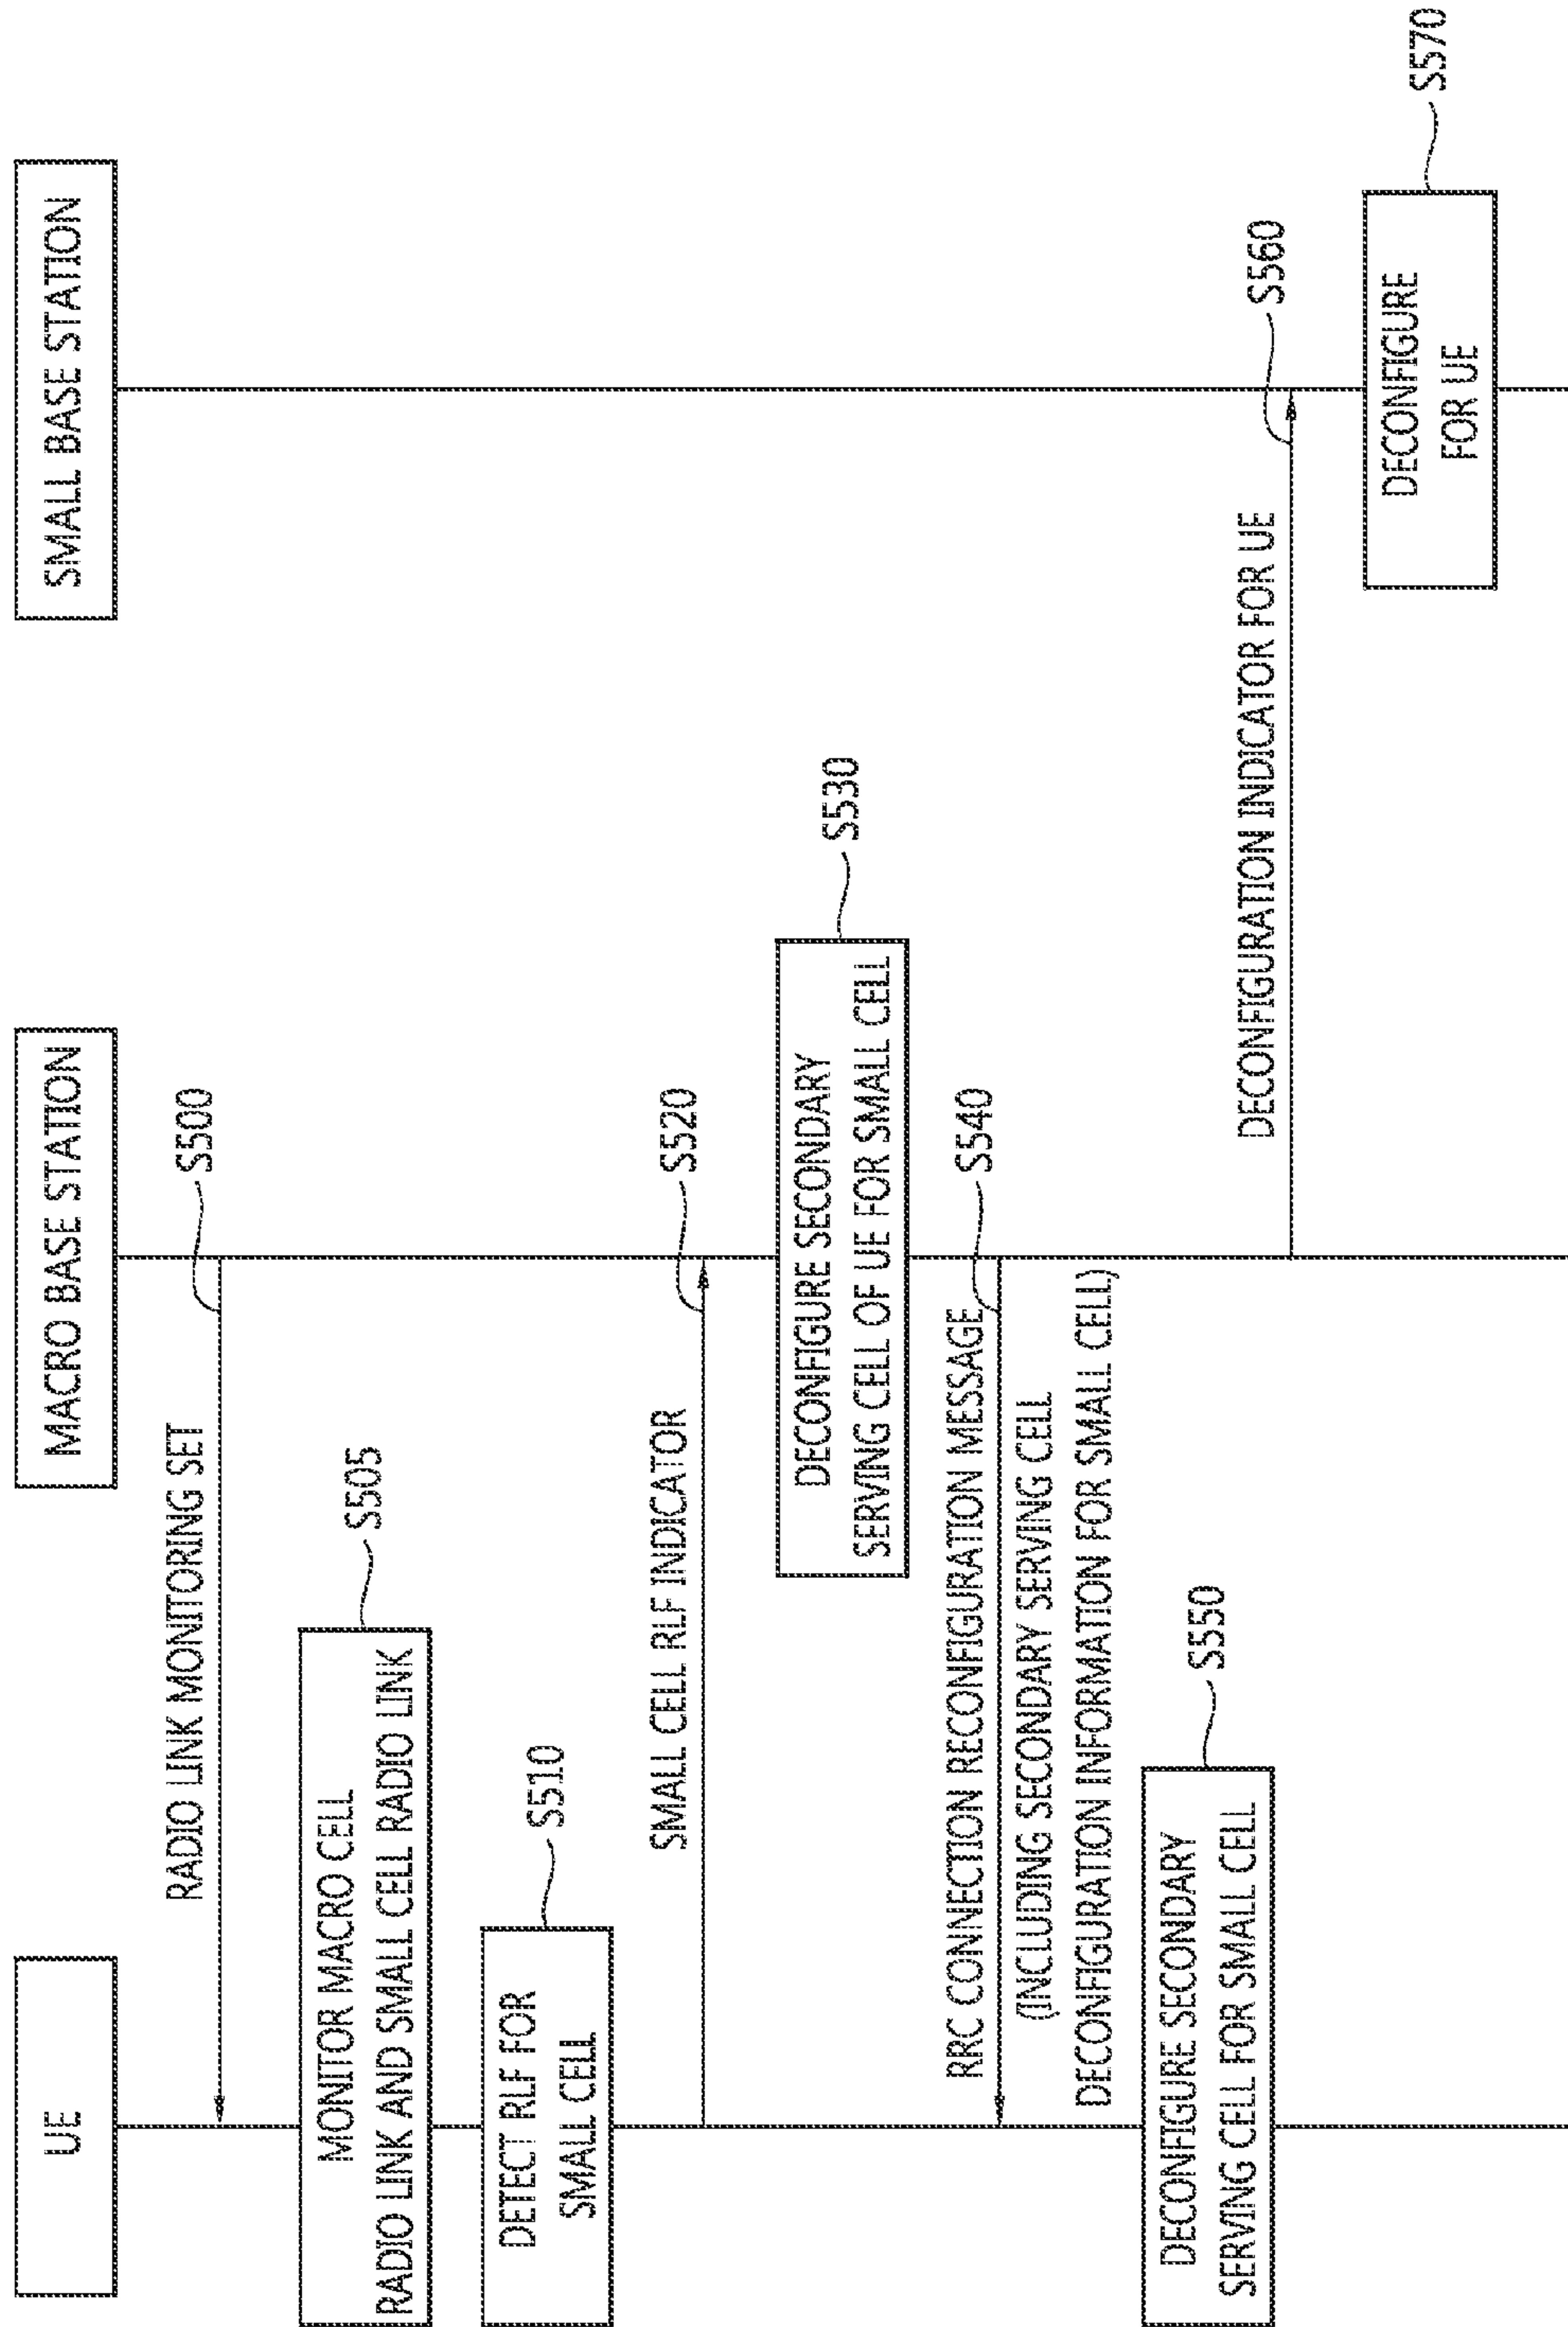 UE
MACRO BASE STATION
SMALL BASE STATION
RADIO LINK MONITORING SET
S500
MONITOR MACRO CELL
RADIO LINK AND SMALL CELL RADIO LINK
S505
DETECT RLF FOR
SMALL CELL
S510
SMALL CELL RLF INDICATOR
S520
DECONFIGURE SECONDARY
SERVING CELL OF UE FOR SMALL CELL
S530
RRC CONNECTION RECONFIGURATION MESSAGE
(INCLUDING SECONDARY SERVING CELL
DECONFIGURATION INFORMATION FOR SMALL CELL)
S540
DECONFIGURE SECONDARY
SERVING CELL FOR SMALL CELL
S550
DECONFIGURATION INDICATOR FOR UE
S560
DECONFIGURE
FOR UE
S570